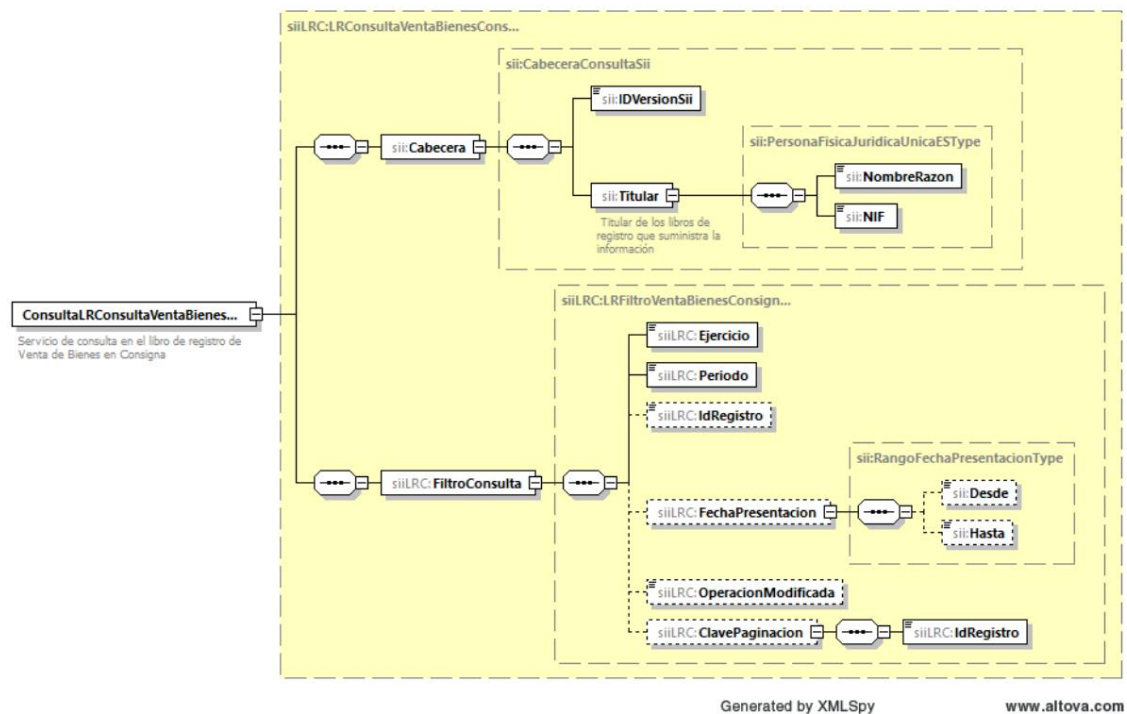 siiLRC:LRConsultaVentaBienesCons...
sii:CabeceraConsultaSii
sii:IDVersionSii
sii:Cabecera
sii:PersonaFisicaJuridicaUnicaESType
sii:NombreRazon
sii:Titular
sii:NIF
Titular de los libros de
registro que suministra la
información
siiLRC:LRFiltroVentaBienesConsign...
ConsultaLRConsultaVentaBienes...
Servicio de consulta en el libro de registro de
Venta de Bienes en Consigna
siiLRC:Ejercicio
siiLRC:Periodo
siiLRC:IdRegistro
sii:RangoFechaPresentacionType
siiLRC:FiltroConsulta
sii:Desde
siiLRC:FechaPresentacion
sii:Hasta
siiLRC:OperacionModificada
siiLRC:ClavePaginacion
siiLRC:IdRegistro
Generated by XMLSpy
www.altova.com